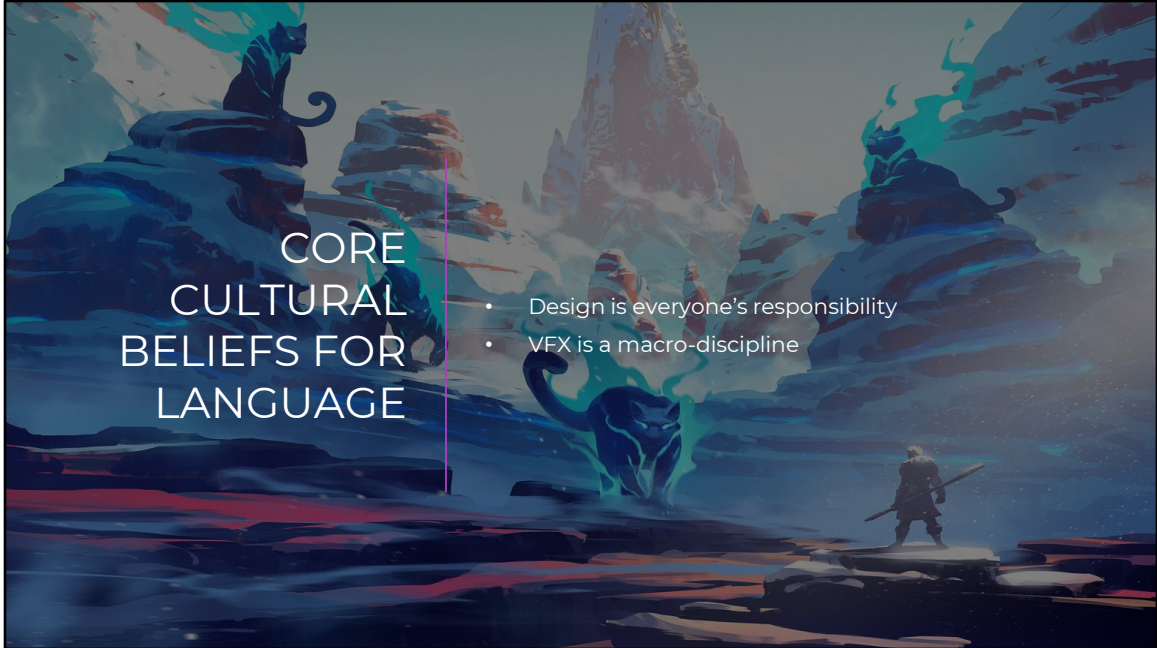 CORE
CULTURAL
BELIEFS FOR
LANGUAGE
• Design is everyone’s responsibility
• VFX is a macro-discipline